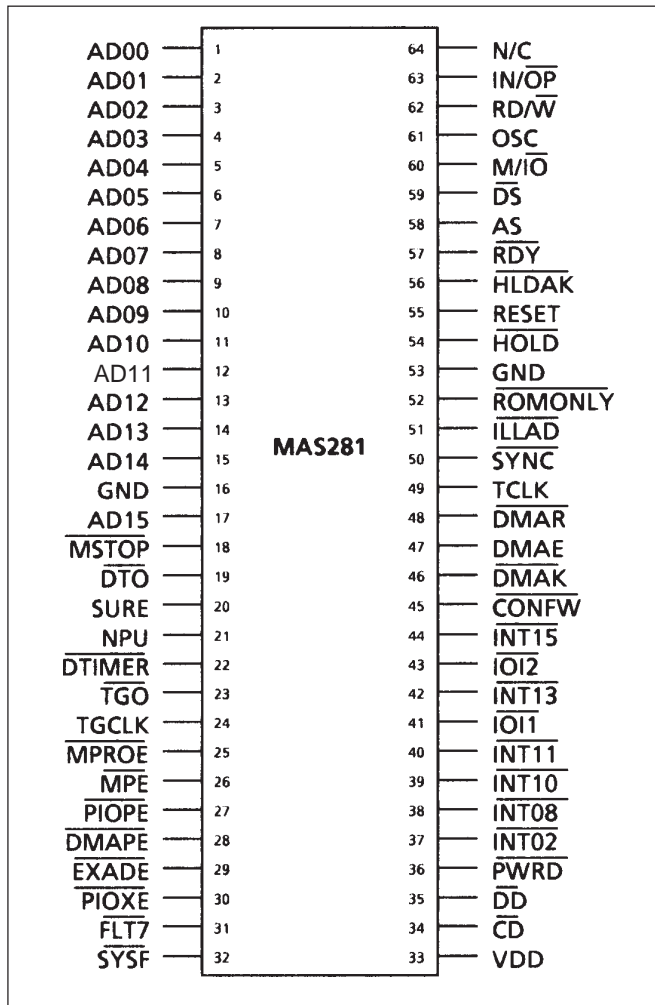 AD00 1 64 N/C
AD01 2 63 IN/OP
AD02 3 62 RD/W
AD03 4 61 OSC
AD04 5 60 M/IO
AD05 6 59 DS
AD06 7 58 AS
AD07 8 57 RDY
AD08 9 56 HLDAK
AD09 10 55 RESET
AD10 11 54 HOLD
AD11 12 53 GND
AD12 13 52 ROMONLY
AD13 14 51 ILLAD
MAS281
AD14 15 50 SYNC
GND 16 49 TCLK
AD15 17 48 DMAR
MSTOP 18 47 DMAE
DTO 19 46 DMAK
SURE 20 45 CONFW
NPU 21 44 INT15
DTIMER 22 43 IOI2
TGO 23 42 INT13
TGCLK 24 41 IOI1
MPROE 25 40 INT11
MPE 26 39 INT10
PIOPE 27 38 INT08
DMAPE 28 37 INT02
EXADE 29 36 PWRD
PIOXE 30 35 DD
FLT7 31 34 CD
SYSF 32 33 VDD